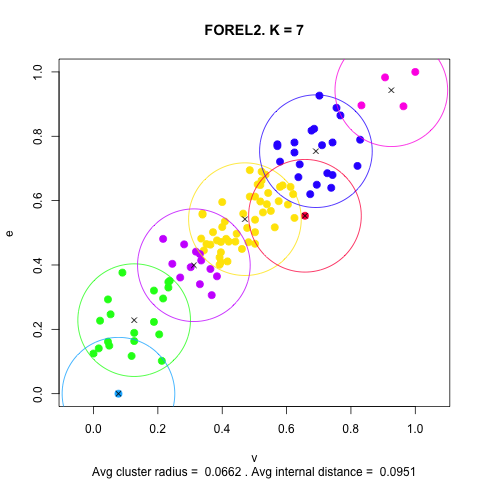 FOREL2. K = 7
e
0.0 0.2 0.4 0.6 0.8 1.0
0.0 0.2 0.4 0.6 0.8 1.0
v
Avg cluster radius = 0.0662 . Avg internal distance = 0.0951